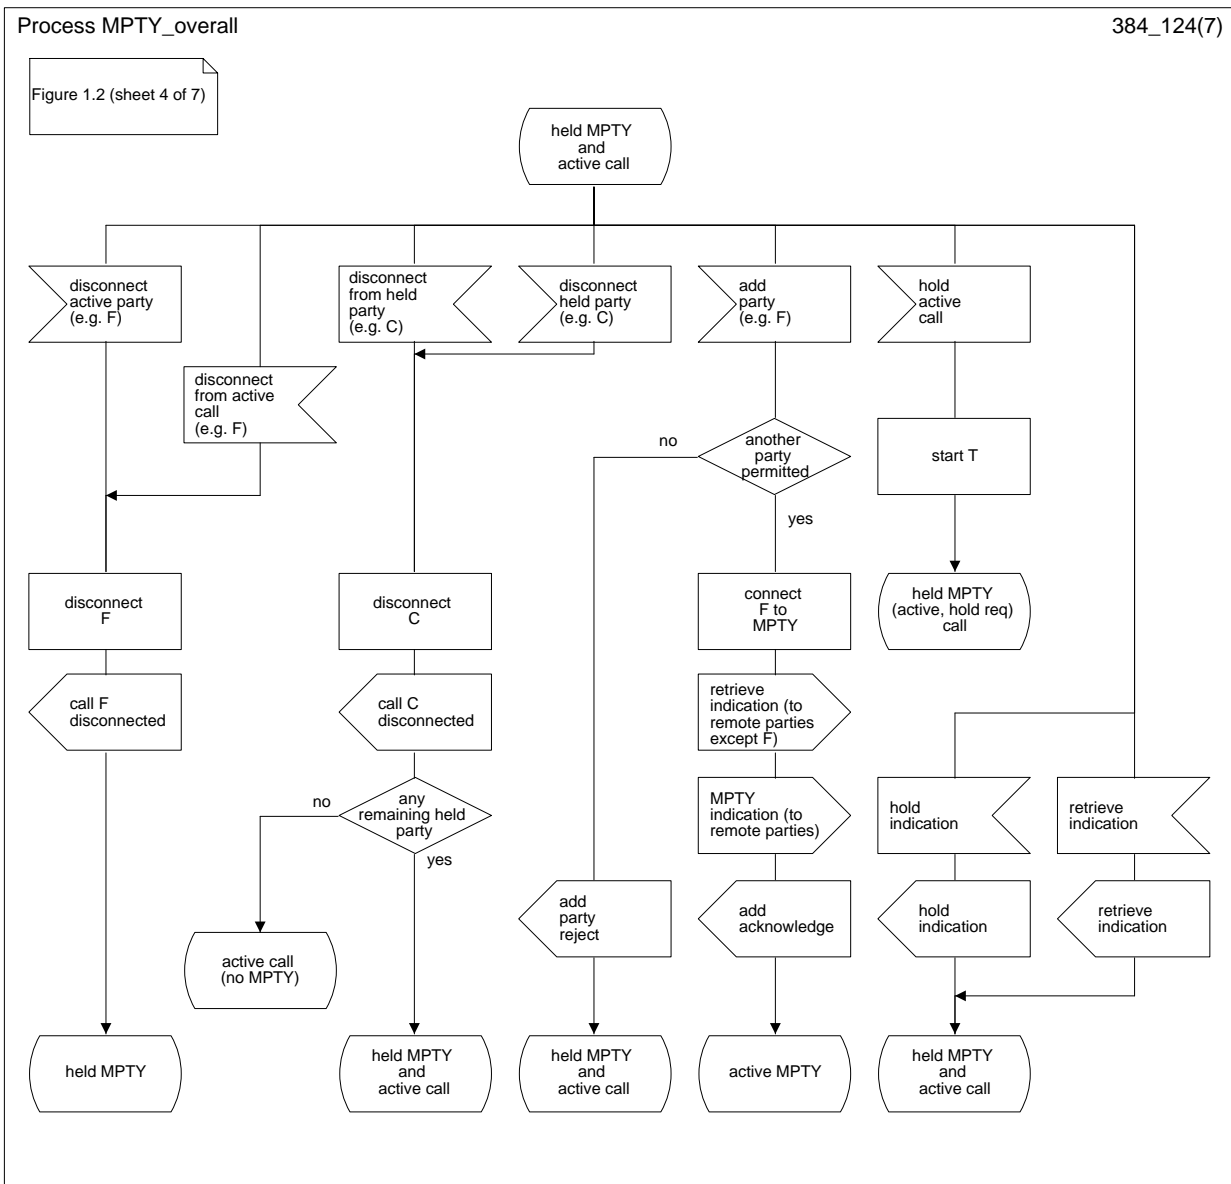 Process MPTY_overall
384_124(7)
Figure 1.2 (sheet 4 of 7)
held MPTY
and
active call
disconnect
active party
(e.g. F)
disconnect
from active
call
(e.g. F)
disconnect
from held
party
(e.g. C)
disconnect
held party
(e.g. C)
add
party
(e.g. F)
hold
active
call
no
another
party
permitted
yes
start T
disconnect
F
disconnect
C
connect
F to
MPTY
held MPTY
(active, hold req)
call
call F
disconnected
call C
disconnected
retrieve
indication (to
remote parties
except F)
no
any
remaining held
party
yes
MPTY
indication (to
remote parties)
hold
indication
retrieve
indication
add
party
reject
add
acknowledge
hold
indication
retrieve
indication
active call
(no MPTY)
held MPTY
held MPTY
and
active call
held MPTY
and
active call
active MPTY
held MPTY
and
active call